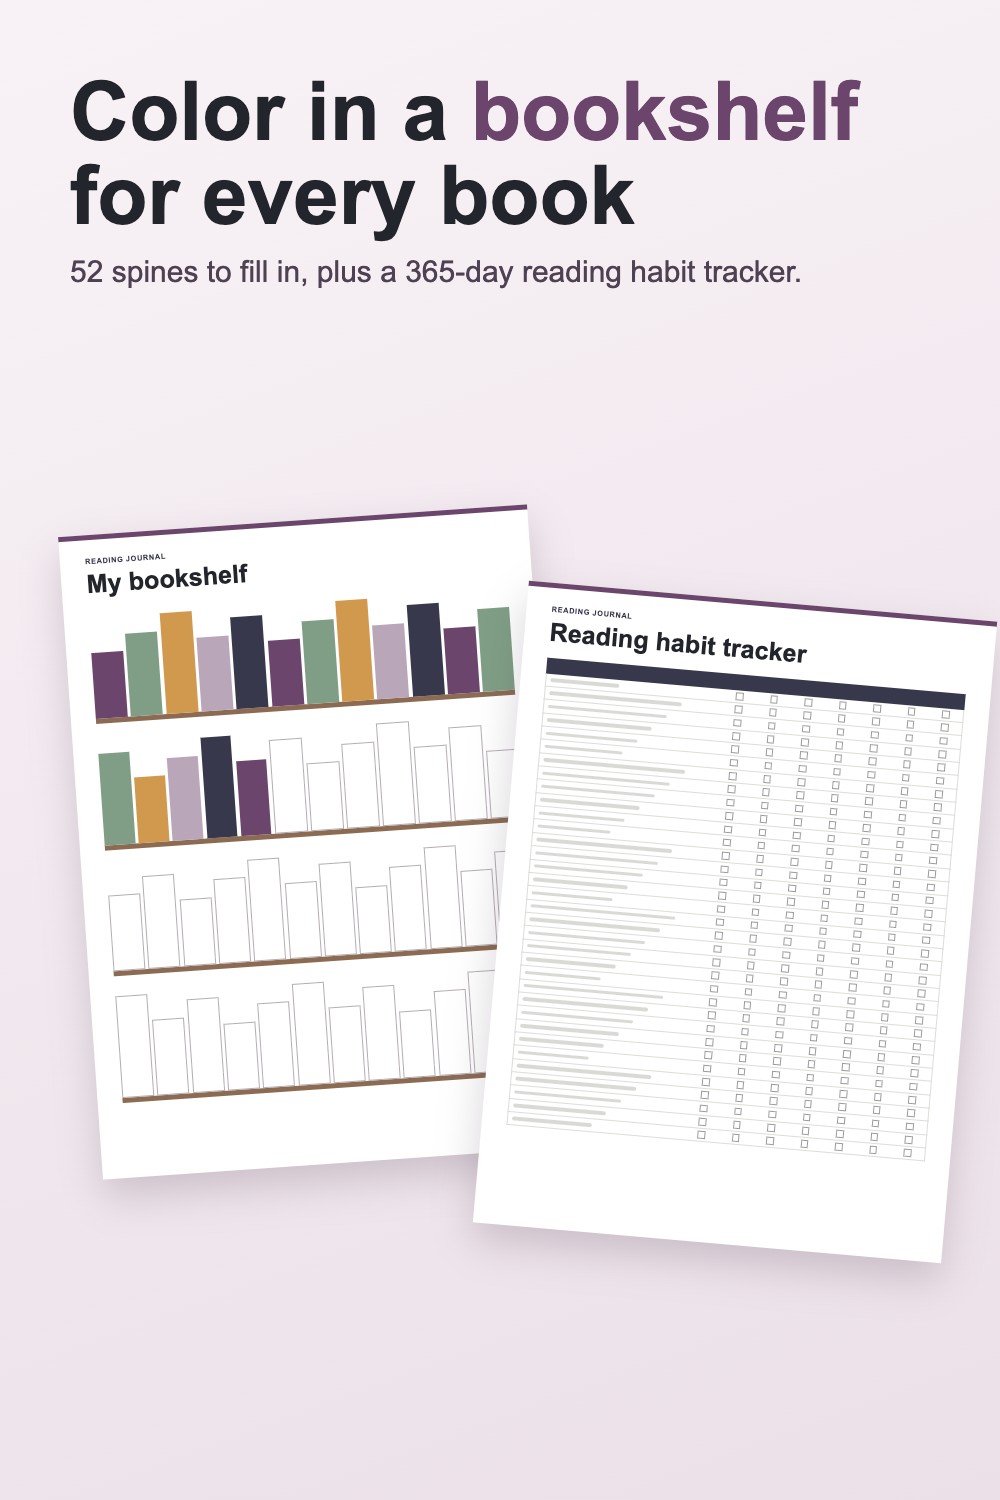 Color in a bookshelf
for every book
52 spines to fill in, plus a 365-day reading habit tracker.
READING JOURNAL
My bookshelf
READING JOURNAL
Reading habit tracker